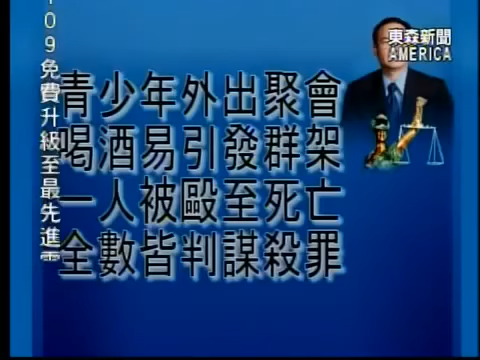 東森新聞
AMERICA
青少年外出聚會
喝酒易引發群架
一人被毆至死亡
全數皆判謀殺罪
09免費升級至最先進電